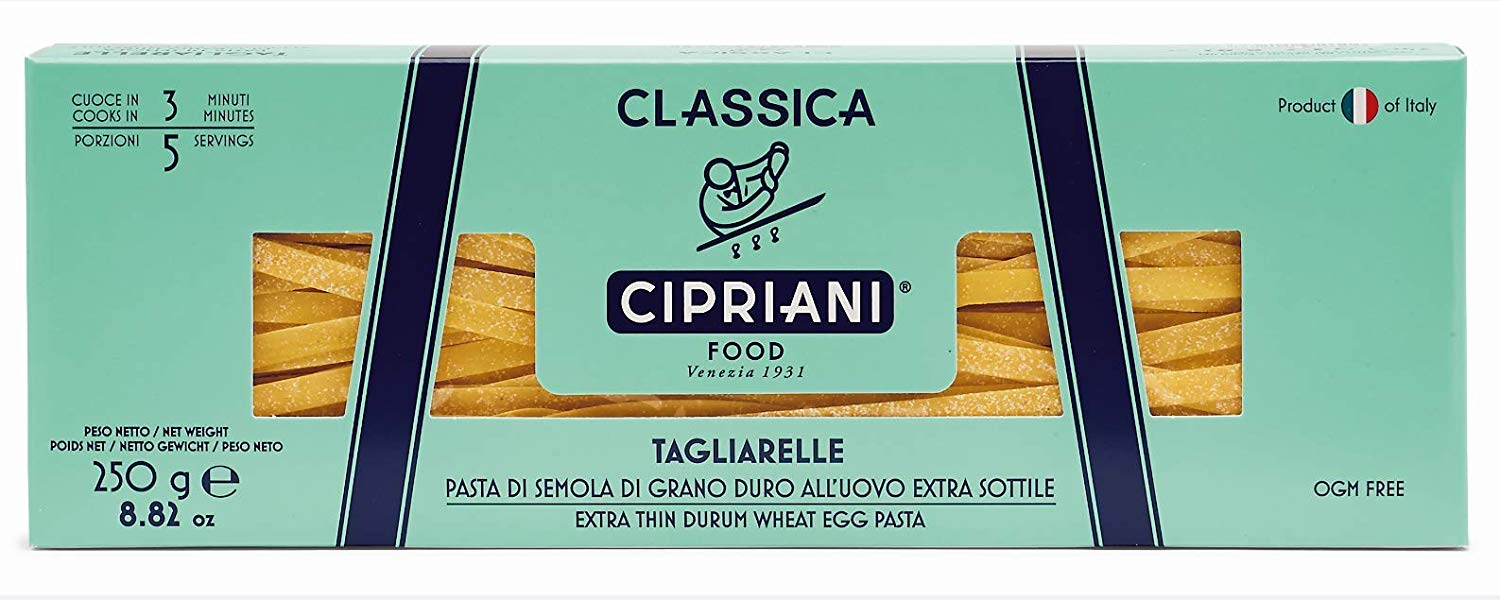 TAGLIARELLE
CUOCE IN 3 MINUTI
COOKS IN MINUTES
PORZIONI 5 SERVINGS
CLASSICA
Product of Italy
CIPRIANI®
FOOD
Venezia 1931
PESO NETTO / NET WEIGHT
POIDS NET / NETTO GEWICHT / PESO NETO
250 g ℮
8.82 oz
TAGLIARELLE
PASTA DI SEMOLA DI GRANO DURO ALL'UOVO EXTRA SOTTILE
EXTRA THIN DURUM WHEAT EGG PASTA
OGM FREE